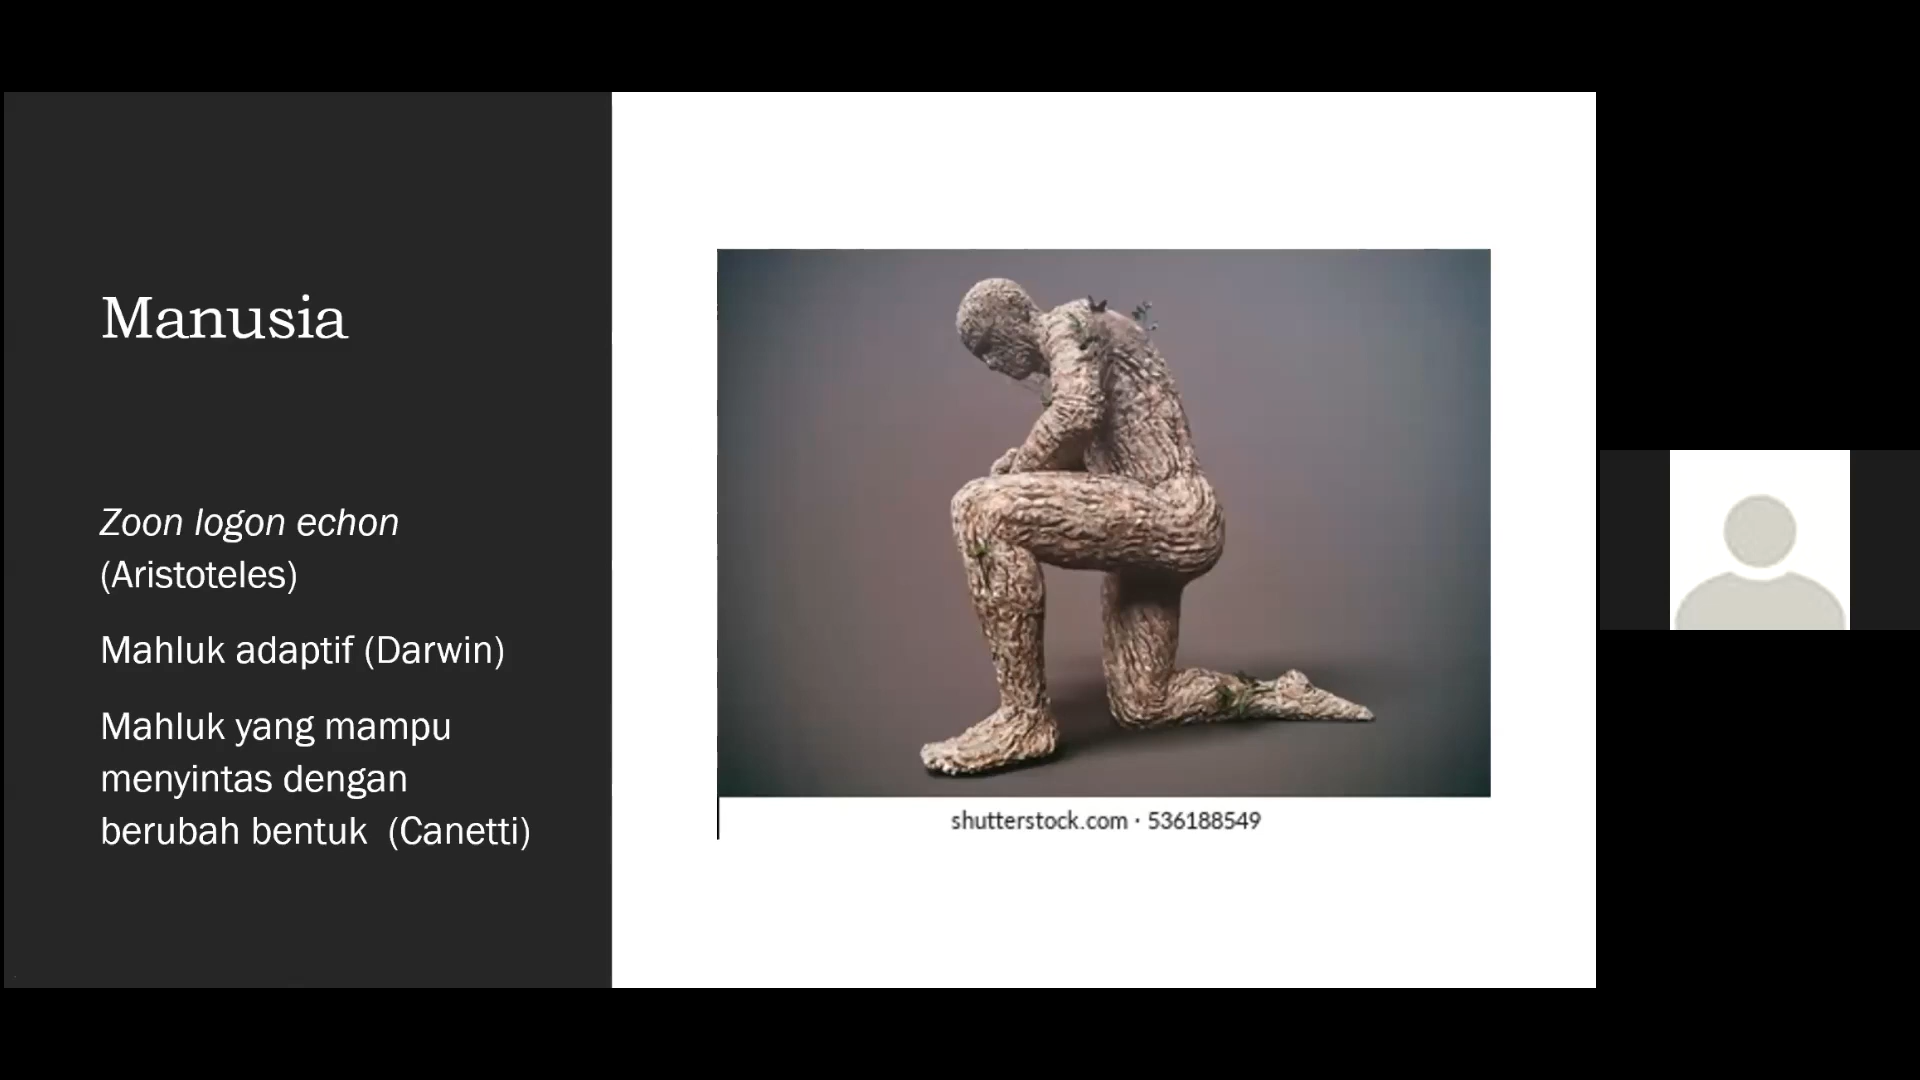 Manusia
Zoon logon echon
(Aristoteles)
Mahluk adaptif (Darwin)
Mahluk yang mampu
menyintas dengan
berubah bentuk (Canetti)
shutterstock.com · 536188549